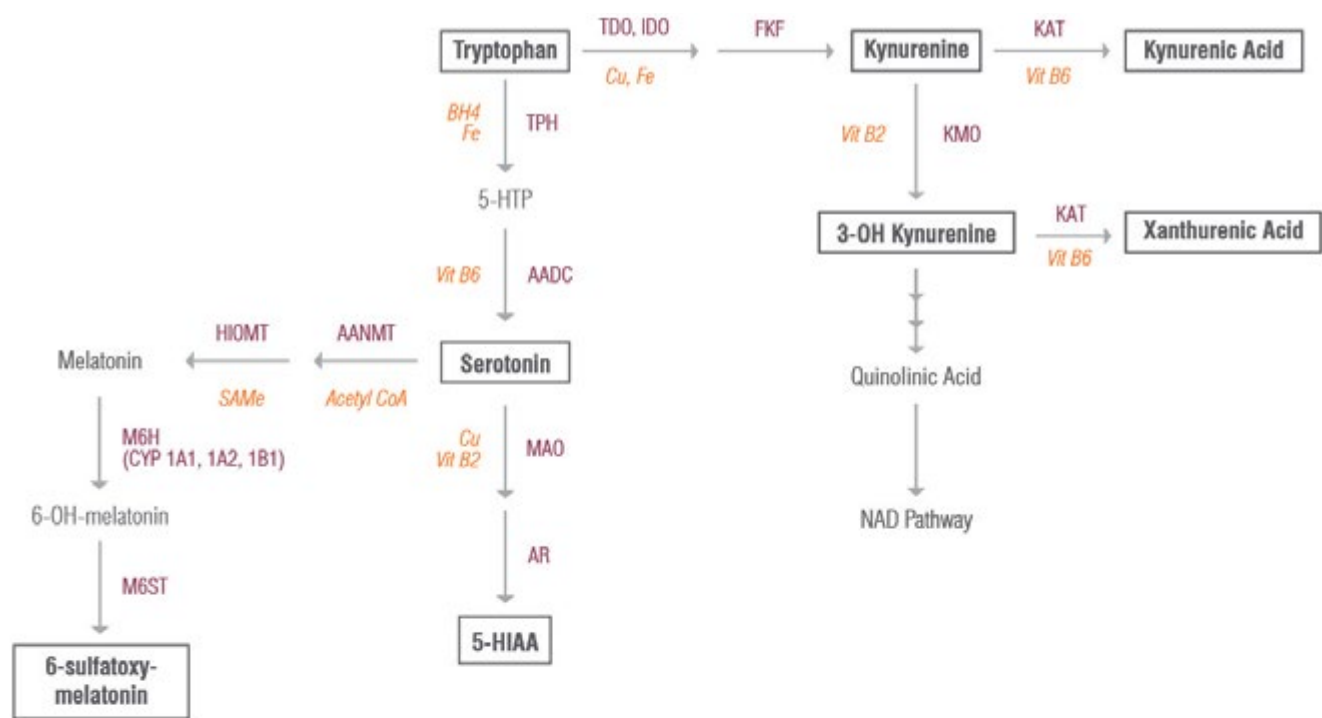 TDO, IDO
FKF
KAT
Tryptophan
Kynurenine
Kynurenic Acid
Cu, Fe
Vit B6
BH4
Fe
TPH
Vit B2
KMO
5-HTP
KAT
3-OH Kynurenine
Xanthurenic Acid
Vit B6
Vit B6
AADC
HIOMT
AANMT
Melatonin
Serotonin
Quinolinic Acid
SAMe
Acetyl CoA
M6H
(CYP 1A1, 1A2, 1B1)
Cu
Vit B2
MAO
6-OH-melatonin
NAD Pathway
AR
M6ST
5-HIAA
6-sulfatoxy-
melatonin